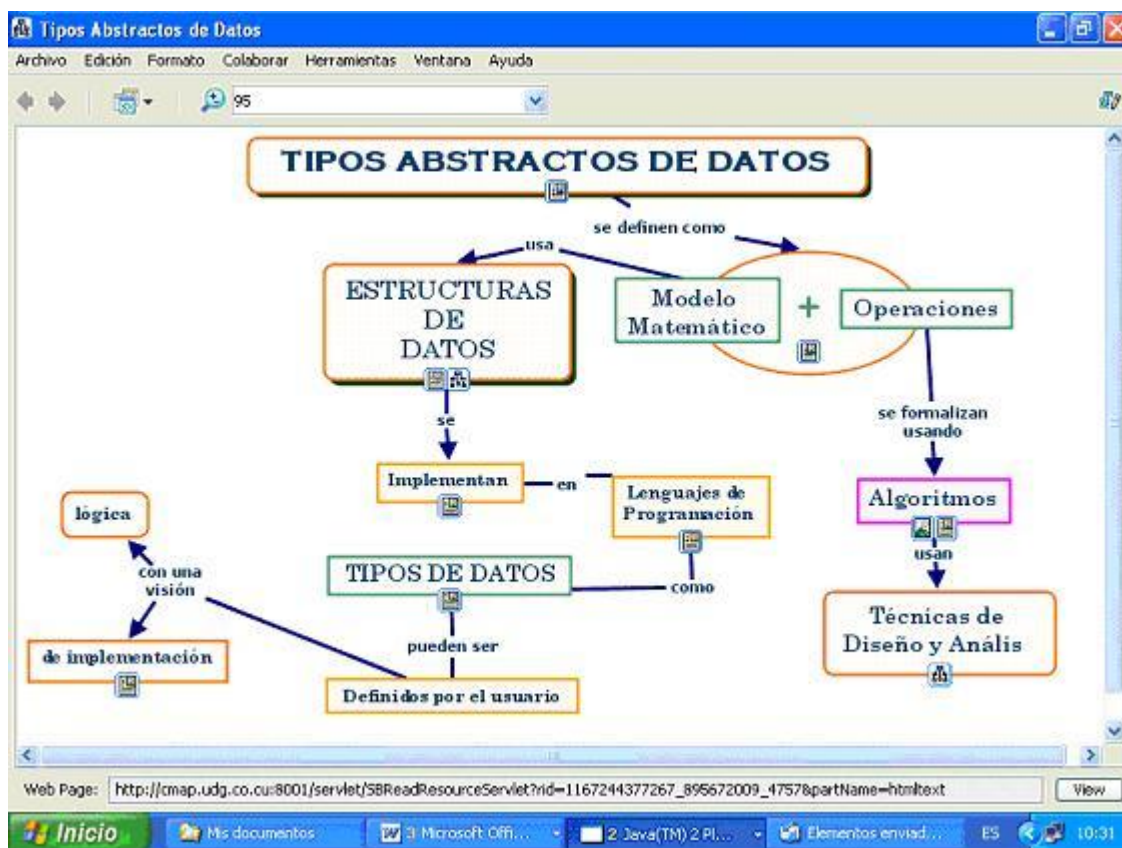 Tipos Abstractos de Datos
Archivo Edición Formato Colaborar Herramientas Ventana Ayuda
95
TIPOS ABSTRACTOS DE DATOS
se definen como
usa
ESTRUCTURAS
DE
DATOS
Modelo
Matemático
+
Operaciones
se
se formalizan
usando
Implementan
en
Lenguajes de
Programación
Algoritmos
lógica
usan
con una
visión
TIPOS DE DATOS
como
Técnicas de
Diseño y Anális
pueden ser
de implementación
Definidos por el usuario
Web Page: http://cmap.udg.co.cu:8001/servlet/SBReadResourceServlet?rid=1167244377267_895672009_4757&partName=htmltext View
Inicio Mis documentos 3 Microsoft Offi... 2 Java(TM) 2 Pl... Elementos enviad... ES 10:31